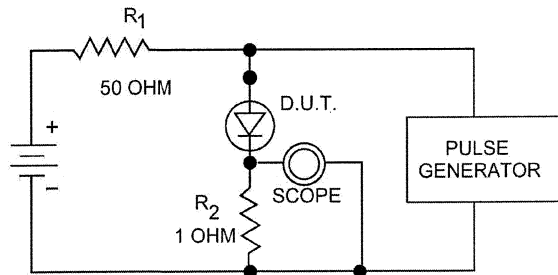 R1
50 OHM
D.U.T.
+
−
PULSE
GENERATOR
SCOPE
R2
1 OHM